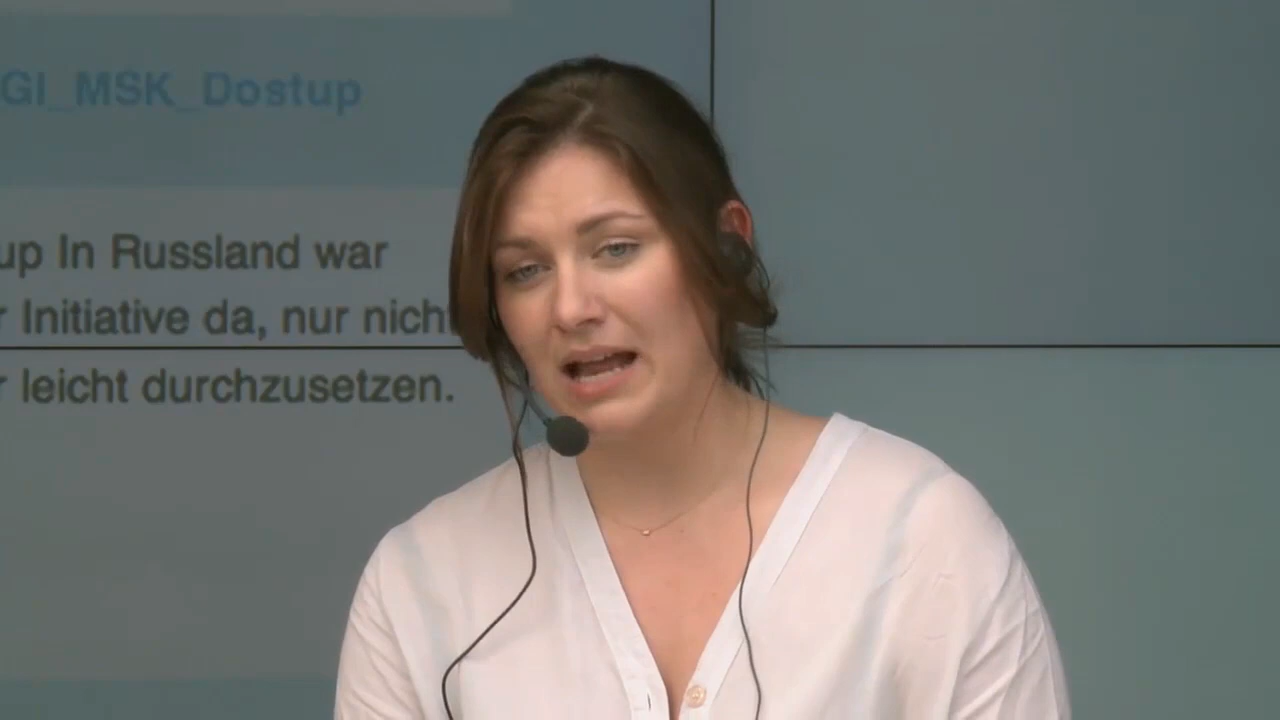 GI_MSK_Dostup
up In Russland war
r Initiative da, nur nicht
r leicht durchzusetzen.